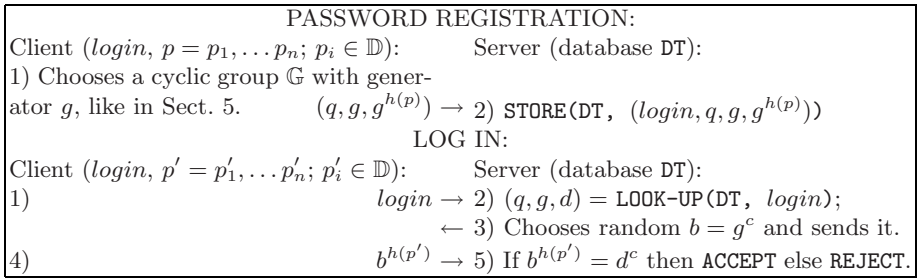 PASSWORD REGISTRATION:
Client (login, p = p₁, … pₙ; pᵢ ∈ 𝔻): Server (database DT):
1) Chooses a cyclic group 𝔾 with gener-
ator g, like in Sect. 5. (q, g, g^{h(p)}) → 2) STORE(DT, (login, q, g, g^{h(p)}))
LOG IN:
Client (login, p′ = p′₁, … p′ₙ; p′ᵢ ∈ 𝔻): Server (database DT):
1) login → 2) (q, g, d) = LOOK-UP(DT, login);
← 3) Chooses random b = g^c and sends it.
4) b^{h(p′)} → 5) If b^{h(p′)} = d^c then ACCEPT else REJECT.